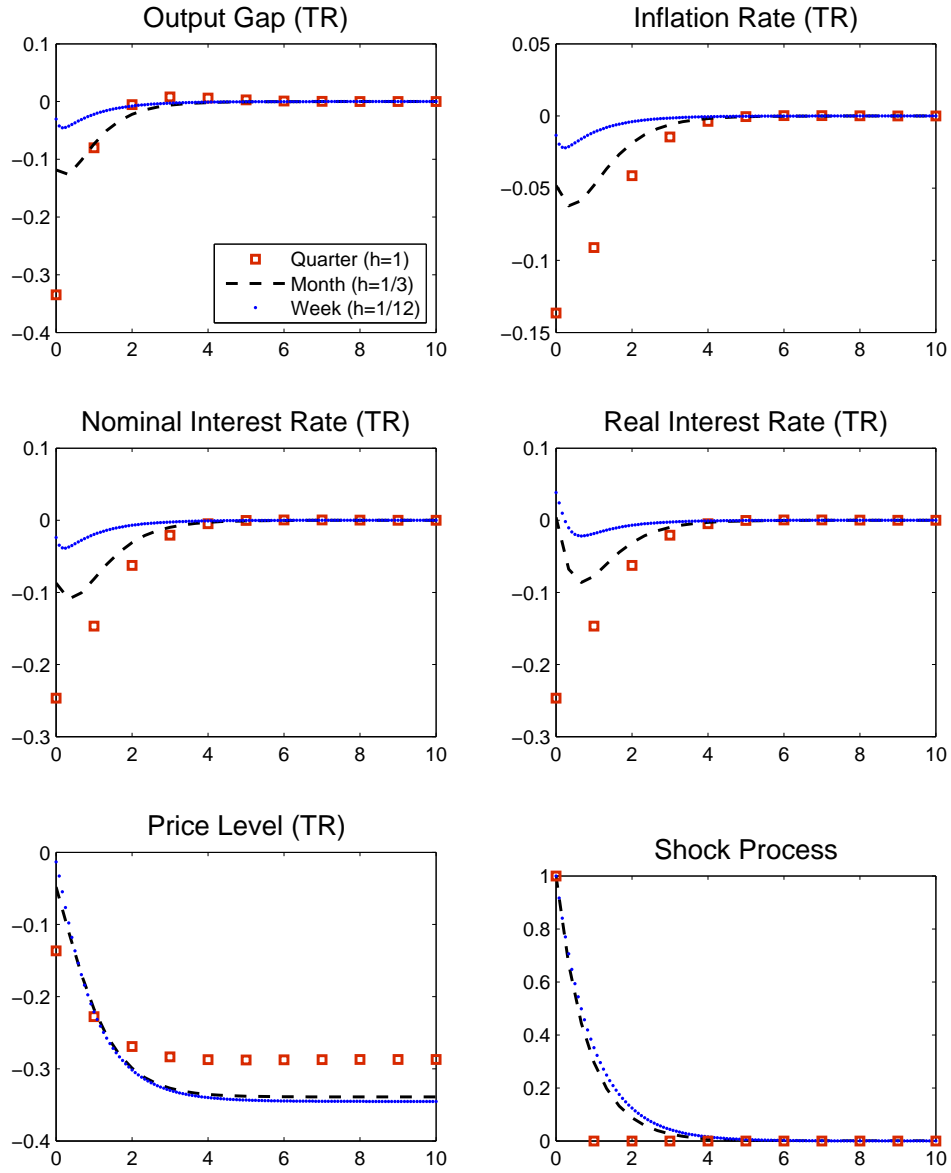 Output Gap (TR)
0.1
0
−0.1
−0.2
−0.3
−0.4
0 2 4 6 8 10
Quarter (h=1)
Month (h=1/3)
Week (h=1/12)
Inflation Rate (TR)
0.05
0
−0.05
−0.1
−0.15
0 2 4 6 8 10
Nominal Interest Rate (TR)
0.1
0
−0.1
−0.2
−0.3
0 2 4 6 8 10
Real Interest Rate (TR)
0.1
0
−0.1
−0.2
−0.3
0 2 4 6 8 10
Price Level (TR)
0
−0.1
−0.2
−0.3
−0.4
0 2 4 6 8 10
Shock Process
1
0.8
0.6
0.4
0.2
0
0 2 4 6 8 10